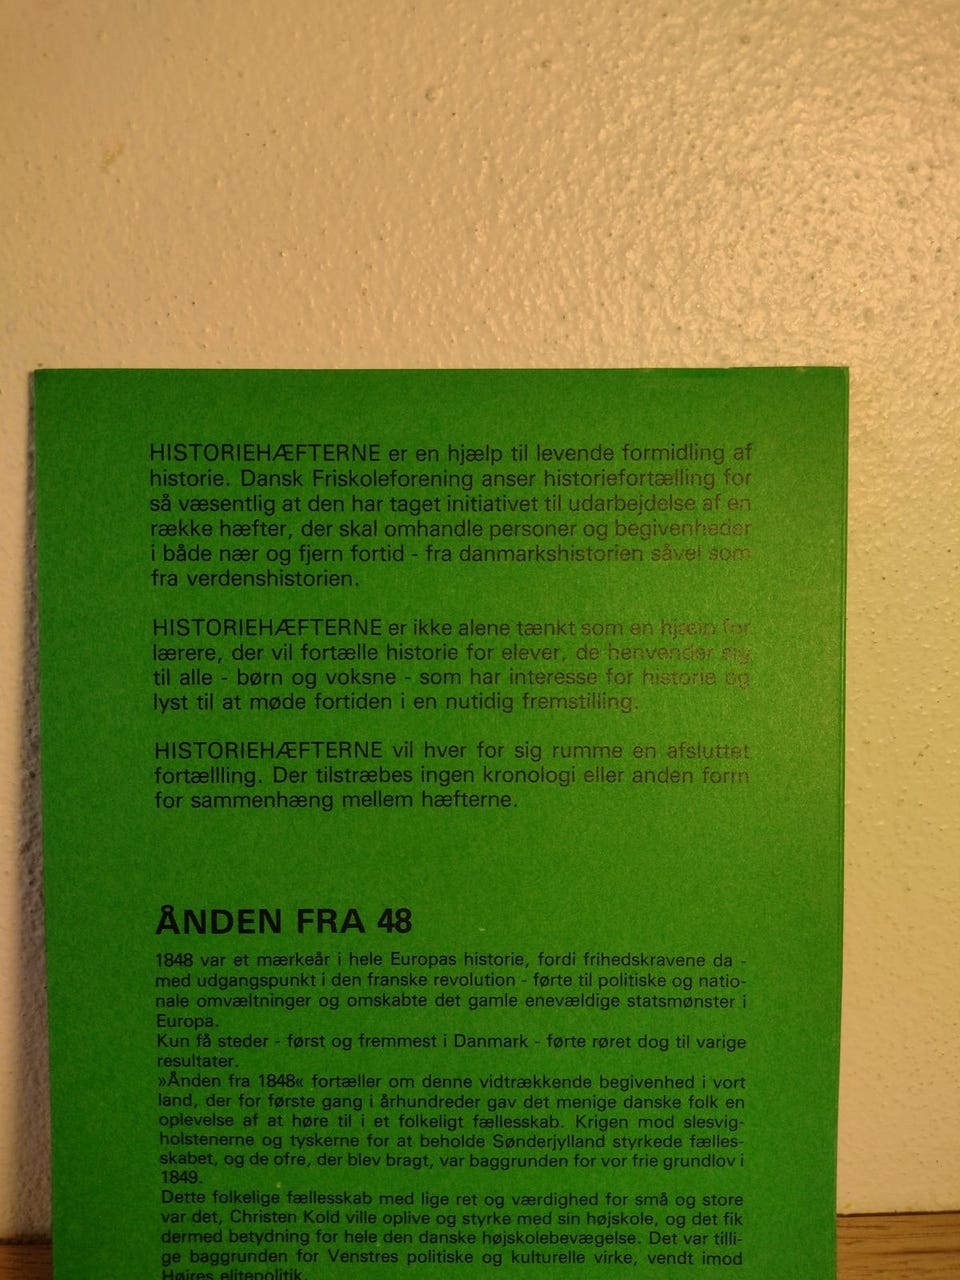 HISTORIEHÆFTERNE er en hjælp til levende formidling af
historie. Dansk Friskoleforening anser historiefortælling for
så væsentlig at den har taget initiativet til udarbejdelse af en
række hæfter, der skal omhandle personer og begivenheder
i både nær og fjern fortid - fra danmarkshistorien såvel som
fra verdenshistorien.
HISTORIEHÆFTERNE er ikke alene tænkt som en hjælp for
lærere, der vil fortælle historie for elever, de henvender sig
til alle - børn og voksne - som har interesse for historie og
lyst til at møde fortiden i en nutidig fremstilling.
HISTORIEHÆFTERNE vil hver for sig rumme en afsluttet
fortællling. Der tilstræbes ingen kronologi eller anden form
for sammenhæng mellem hæfterne.
ÅNDEN FRA 48
1848 var et mærkeår i hele Europas historie, fordi frihedskravene da -
med udgangspunkt i den franske revolution - førte til politiske og natio-
nale omvæltninger og omskabte det gamle enevældige statsmønster i
Europa.
Kun få steder - først og fremmest i Danmark - førte røret dog til varige
resultater.
»Ånden fra 1848« fortæller om denne vidtrækkende begivenhed i vort
land, der for første gang i århundreder gav det menige danske folk en
oplevelse af at høre til i et folkeligt fællesskab. Krigen mod slesvig-
holstenerne og tyskerne for at beholde Sønderjylland styrkede fælles-
skabet, og de ofre, der blev bragt, var baggrunden for vor frie grundlov i
1849.
Dette folkelige fællesskab med lige ret og værdighed for små og store
var det, Christen Kold ville oplive og styrke med sin højskole, og det fik
dermed betydning for hele den danske højskolebevægelse. Det var tilli-
ge baggrunden for Venstres politiske og kulturelle virke, vendt imod
Højres elitepolitik.